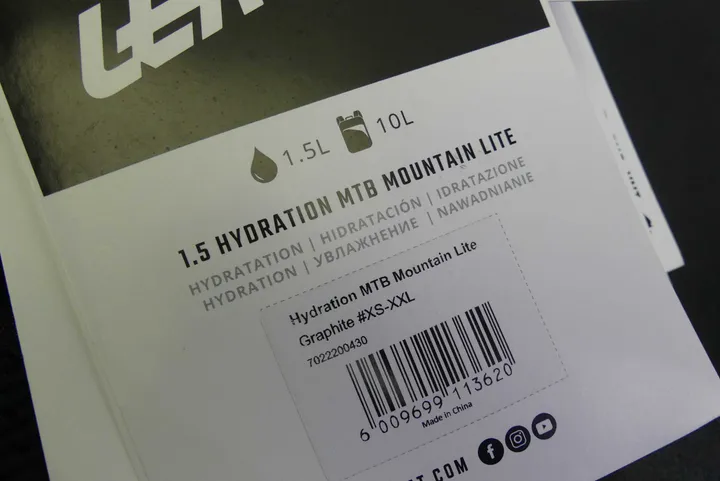 1.5L 10L
1.5 HYDRATION MTB MOUNTAIN LITE
HYDRATATION | HIDRATACIÓN | IDRATAZIONE
HYDRATION | УВЛАЖНЕНИЕ | NAWADNIANIE
Hydration MTB Mountain Lite
Graphite #XS-XXL
7022200430
6 009699 113620
Made in China
.COM